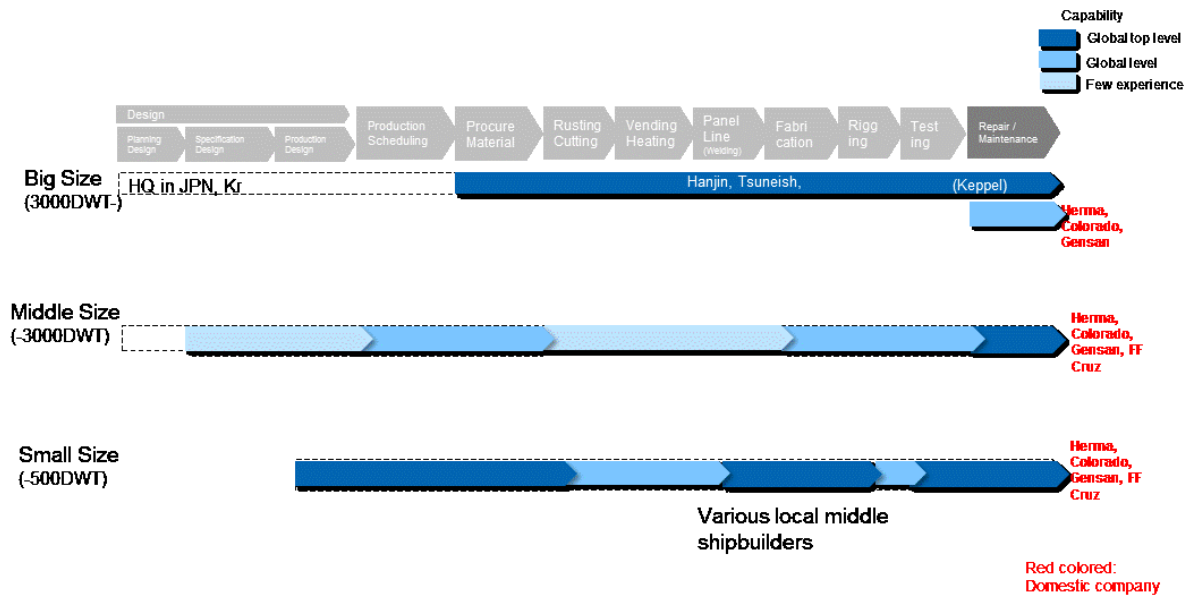 Capability
Global top level
Global level
Few experience
Design
Planning
Design
Specification
Design
Production
Design
Production
Scheduling
Procure
Material
Rusting
Cutting
Vending
Heating
Panel
Line
(Welding)
Fabri
cation
Rigg
ing
Test
ing
Repair /
Maintenance
Big Size
(3000DWT-)
HQ in JPN, Kr
Hanjin, Tsuneish,
(Keppel)
Herma,
Colorado,
Gensan
Middle Size
(-3000DWT)
Herma,
Colorado,
Gensan, FF
Cruz
Small Size
(-500DWT)
Herma,
Colorado,
Gensan, FF
Cruz
Various local middle
shipbuilders
Red colored:
Domestic company